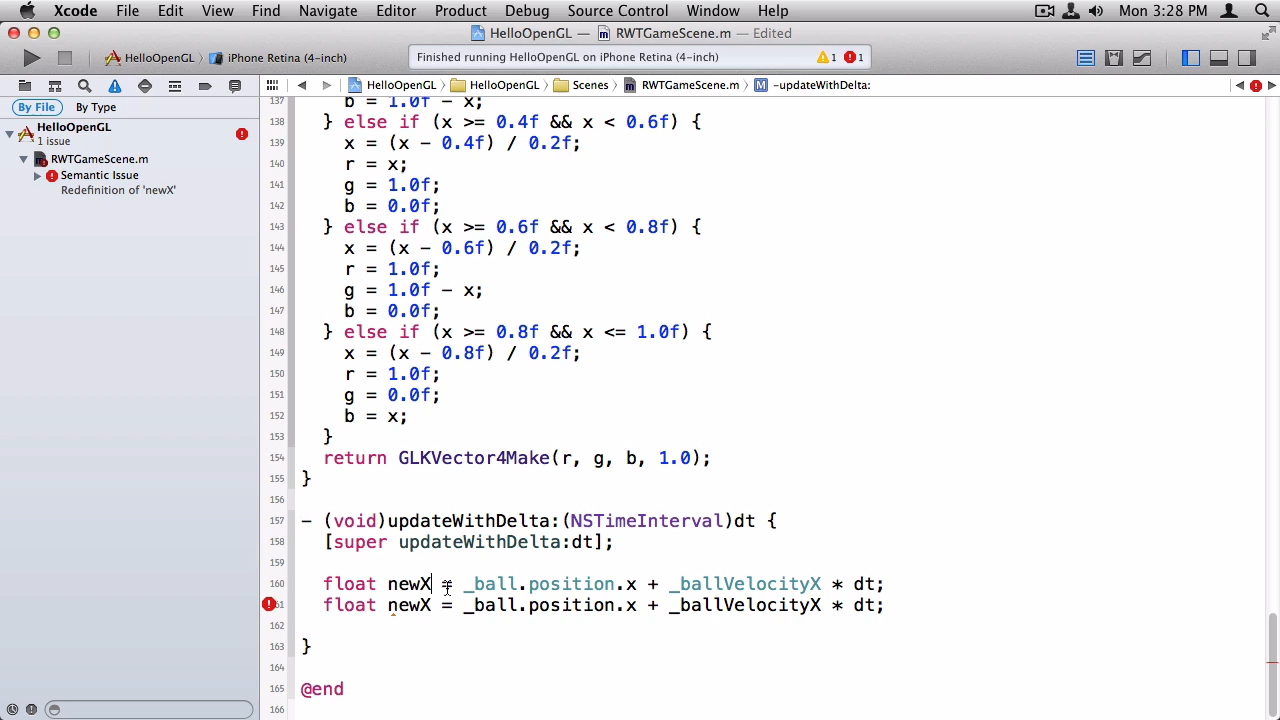 Xcode File Edit View Find Navigate Editor Product Debug Source Control Window Help Mon 3:28 PM
HelloOpenGL — RWTGameScene.m — Edited
HelloOpenGL iPhone Retina (4-inch) Finished running HelloOpenGL on iPhone Retina (4-inch) 1 1
HelloOpenGL HelloOpenGL Scenes RWTGameScene.m M -updateWithDelta:
By File By Type
HelloOpenGL
1 issue
RWTGameScene.m
Semantic Issue
Redefinition of 'newX'
137 b = 1.0f - x;
138 } else if (x >= 0.4f && x < 0.6f) {
139 x = (x - 0.4f) / 0.2f;
140 r = x;
141 g = 1.0f;
142 b = 0.0f;
143 } else if (x >= 0.6f && x < 0.8f) {
144 x = (x - 0.6f) / 0.2f;
145 r = 1.0f;
146 g = 1.0f - x;
147 b = 0.0f;
148 } else if (x >= 0.8f && x <= 1.0f) {
149 x = (x - 0.8f) / 0.2f;
150 r = 1.0f;
151 g = 0.0f;
152 b = x;
153 }
154 return GLKVector4Make(r, g, b, 1.0);
155 }
156
157 - (void)updateWithDelta:(NSTimeInterval)dt {
158 [super updateWithDelta:dt];
159
160 float newX = _ball.position.x + _ballVelocityX * dt;
161 float newX = _ball.position.x + _ballVelocityX * dt;
162
163 }
164
165 @end
166